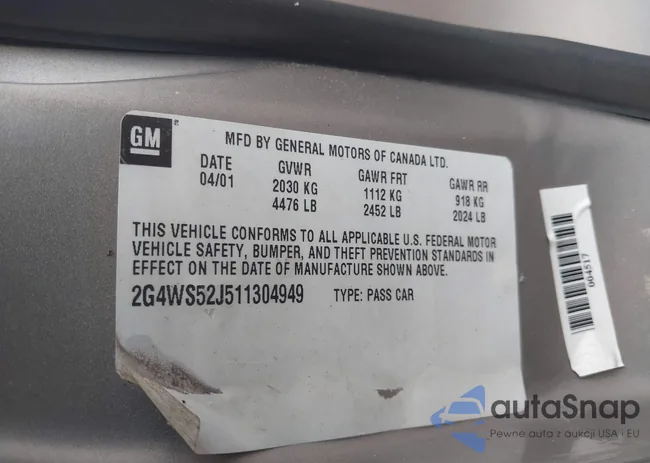 GM
MFD BY GENERAL MOTORS OF CANADA LTD.
DATE GVWR GAWR FRT GAWR RR
04/01 2030 KG 1112 KG 918 KG
4476 LB 2452 LB 2024 LB
THIS VEHICLE CONFORMS TO ALL APPLICABLE U.S. FEDERAL MOTOR
VEHICLE SAFETY, BUMPER, AND THEFT PREVENTION STANDARDS IN
EFFECT ON THE DATE OF MANUFACTURE SHOWN ABOVE.
2G4WS52J511304949 TYPE: PASS CAR
004517
autaSnap
Pewne auta z aukcji USA i EU